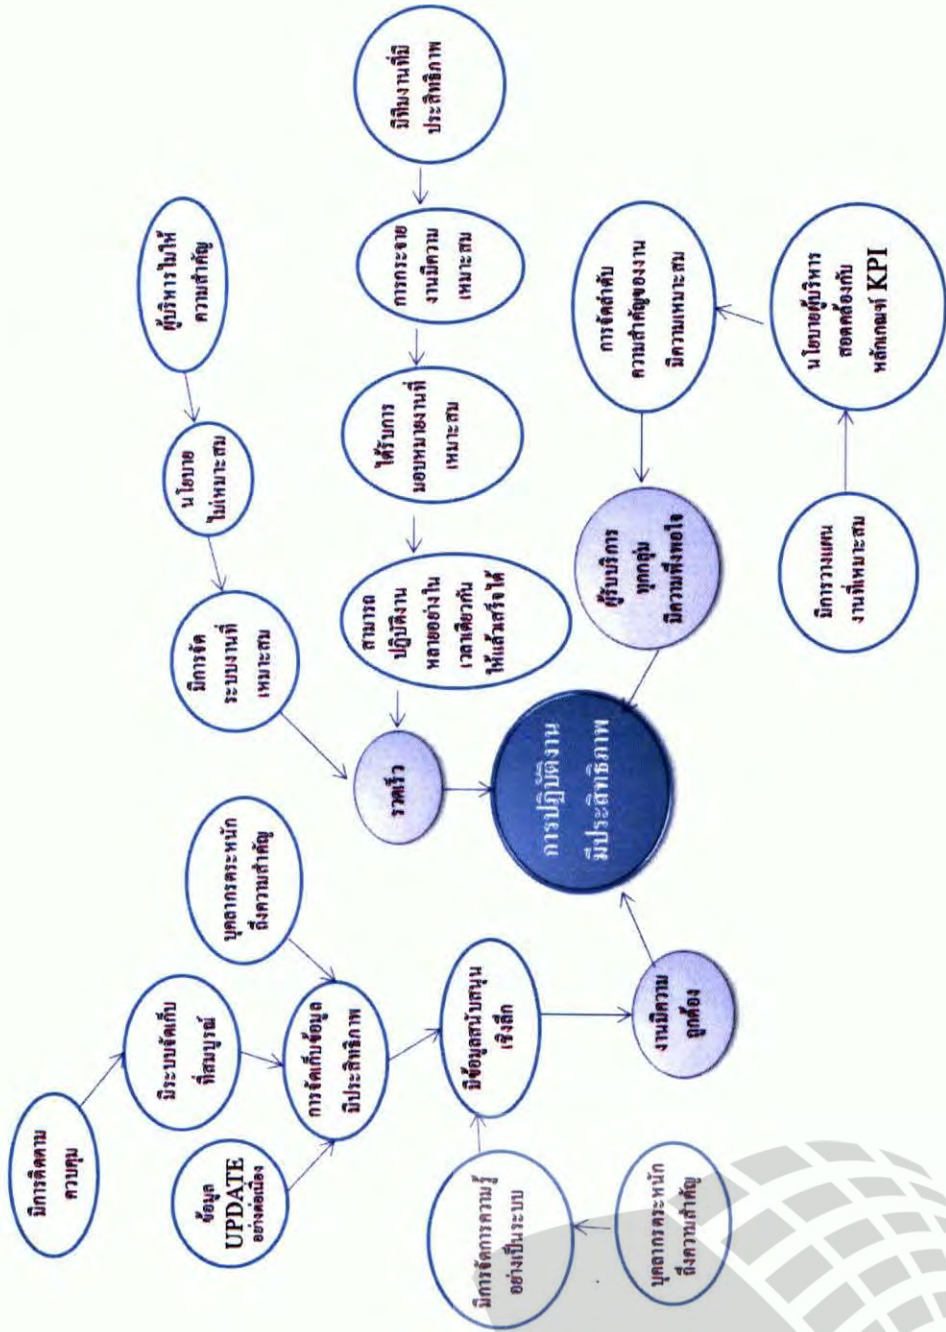 มีการติดตาม
ควบคุม
มีระบบจัดเก็บ
ที่สมบูรณ์
ข้อมูล
UPDATE
อย่างต่อเนื่อง
บุคลากรตระหนัก
ถึงความสำคัญ
การจัดเก็บข้อมูล
มีประสิทธิภาพ
มีข้อมูลสนับสนุน
เชิงลึก
มีการจัดการความรู้
อย่างเป็นระบบ
บุคลากรตระหนัก
ถึงความสำคัญ
งานมีความ
ถูกต้อง
ผู้บริหารไม่ให้
ความสำคัญ
นโยบาย
ไม่เหมาะสม
มีการจัด
ระบบงานที่
เหมาะสม
มีทีมงานที่มี
ประสิทธิภาพ
การกระจาย
งานมีความ
เหมาะสม
ได้รับการ
มอบหมายงานที่
เหมาะสม
สามารถ
ปฏิบัติงาน
หลายอย่างใน
เวลาเดียวกัน
ให้แล้วเสร็จได้
รวดเร็ว
การปฏิบัติงาน
มีประสิทธิภาพ
ผู้รับบริการ
ทุกกลุ่ม
มีความพึงพอใจ
การจัดลำดับ
ความสำคัญของงาน
มีความเหมาะสม
นโยบายผู้บริหาร
สอดคล้องกับ
หลักเกณฑ์ KPI
มีการวางแผน
งานที่เหมาะสม